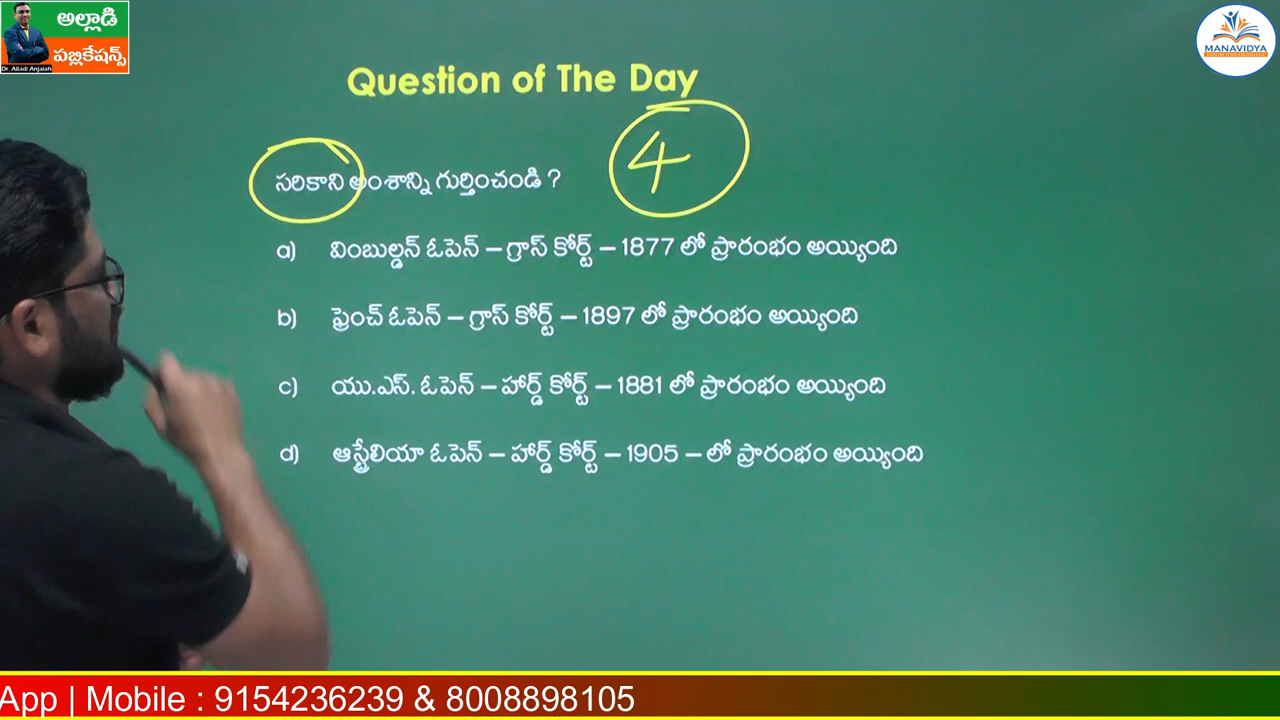 అల్లాడి
పబ్లికేషన్స్
Dr. Alladi Anjaiah
MANAVIDYA
Question of The Day
4
సరికాని అంశాన్ని గుర్తించండి ?
a) వింబుల్డన్ ఓపెన్ – గ్రాస్ కోర్ట్ – 1877 లో ప్రారంభం అయ్యింది
b) ఫ్రెంచ్ ఓపెన్ – గ్రాస్ కోర్ట్ – 1897 లో ప్రారంభం అయ్యింది
c) యు.ఎస్. ఓపెన్ – హార్డ్ కోర్ట్ – 1881 లో ప్రారంభం అయ్యింది
d) ఆస్ట్రేలియా ఓపెన్ – హార్డ్ కోర్ట్ – 1905 – లో ప్రారంభం అయ్యింది
App | Mobile : 9154236239 & 8008898105